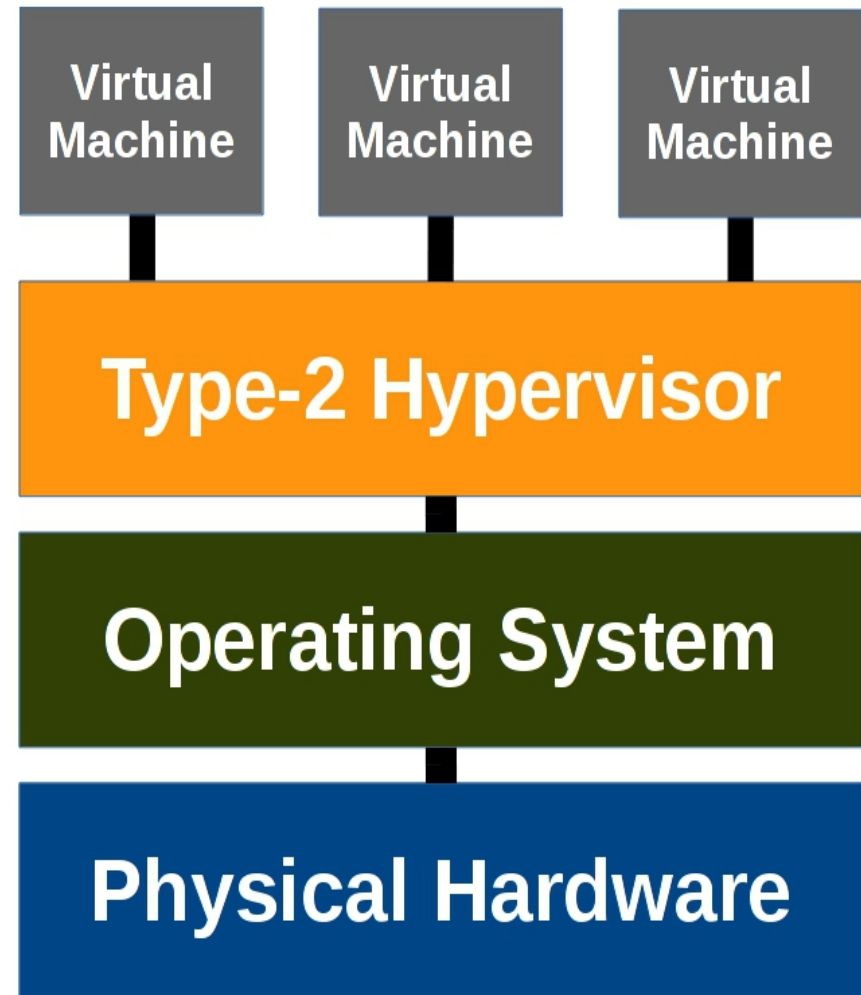 Virtual
Machine
Virtual
Machine
Virtual
Machine
Type-2 Hypervisor
Operating System
Physical Hardware